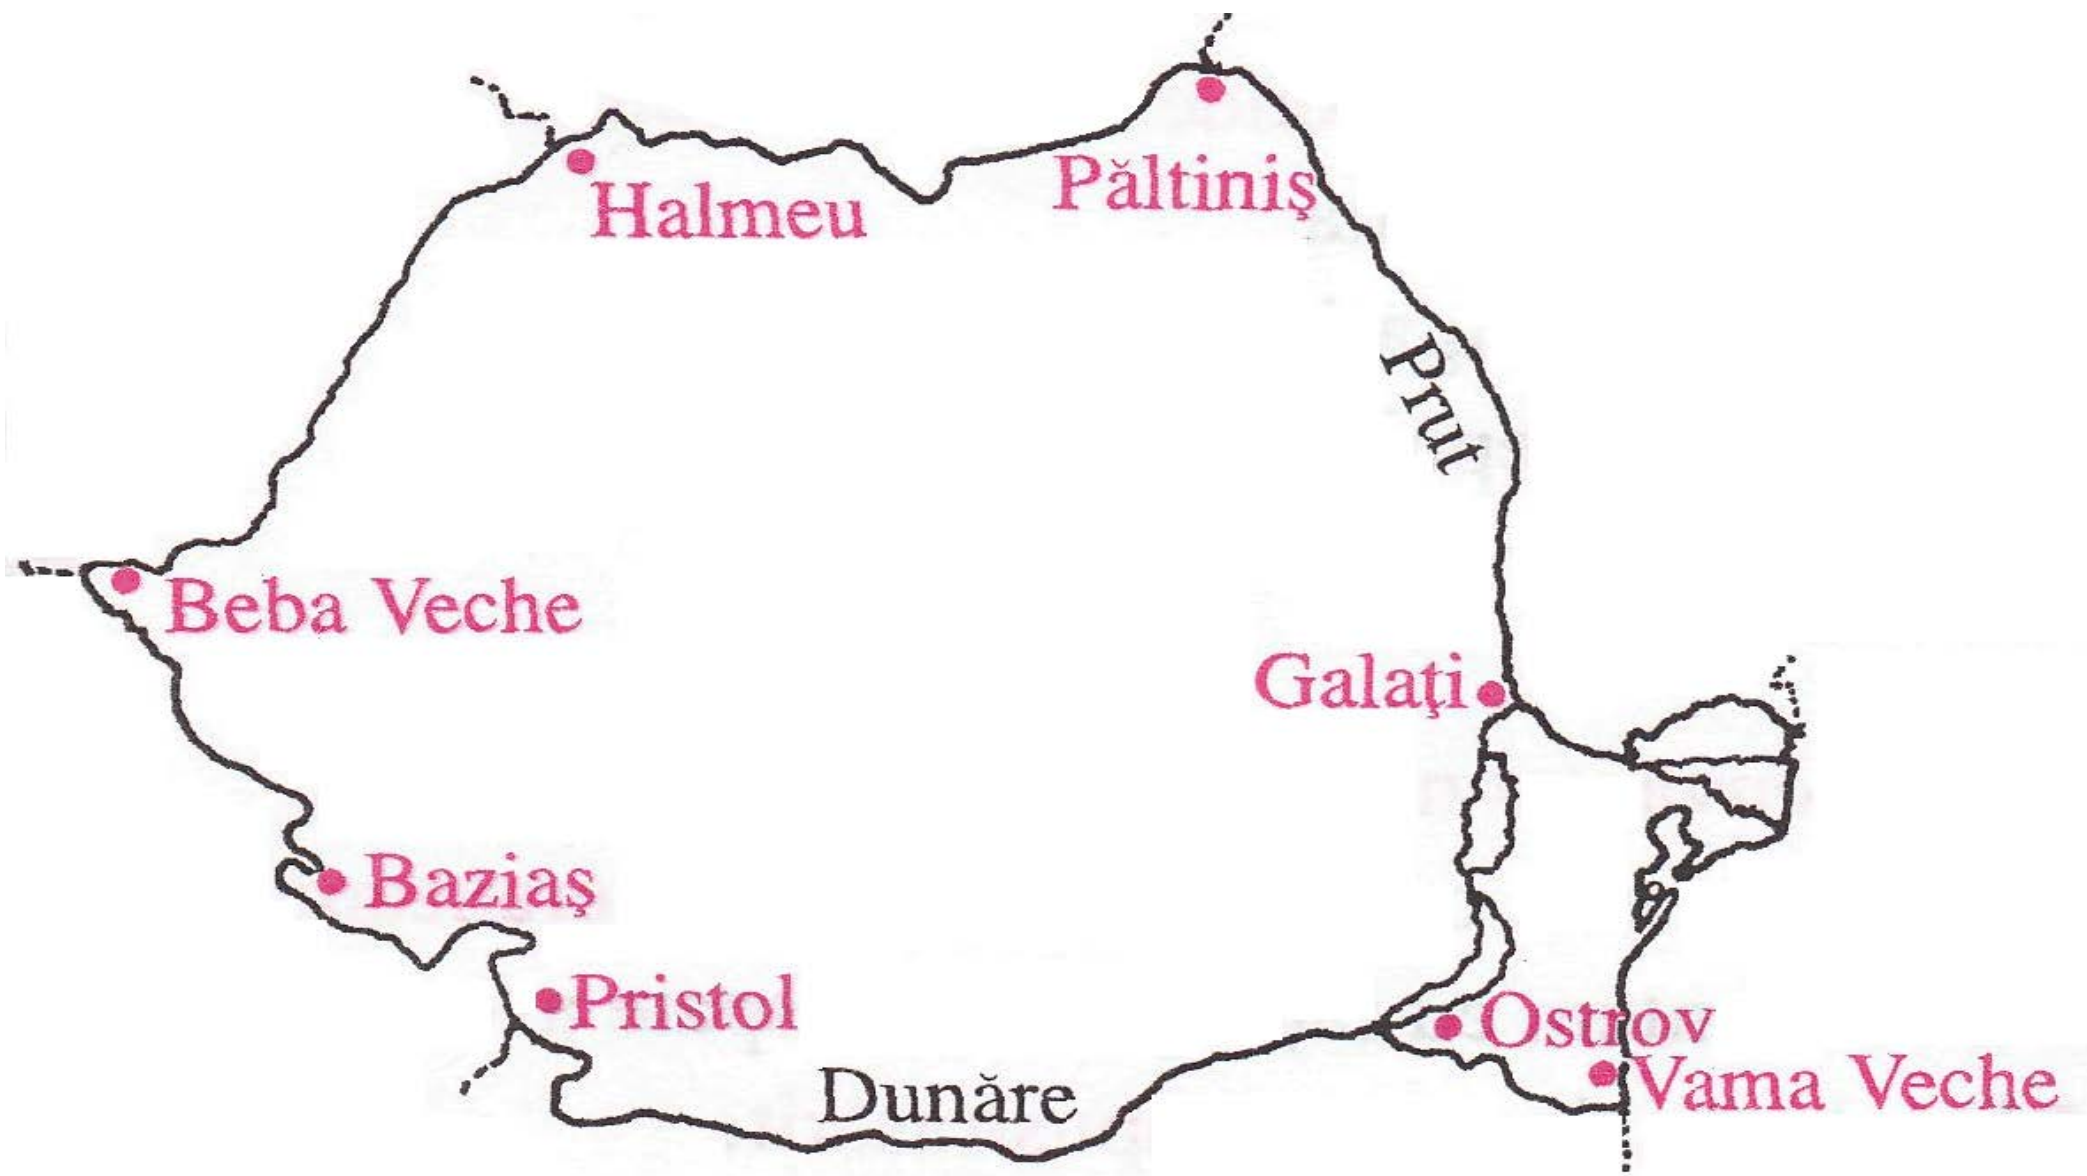 Păltiniş
Halmeu
Prut
Beba Veche
Galaţi
Baziaş
Pristol
Ostrov
Vama Veche
Dunăre